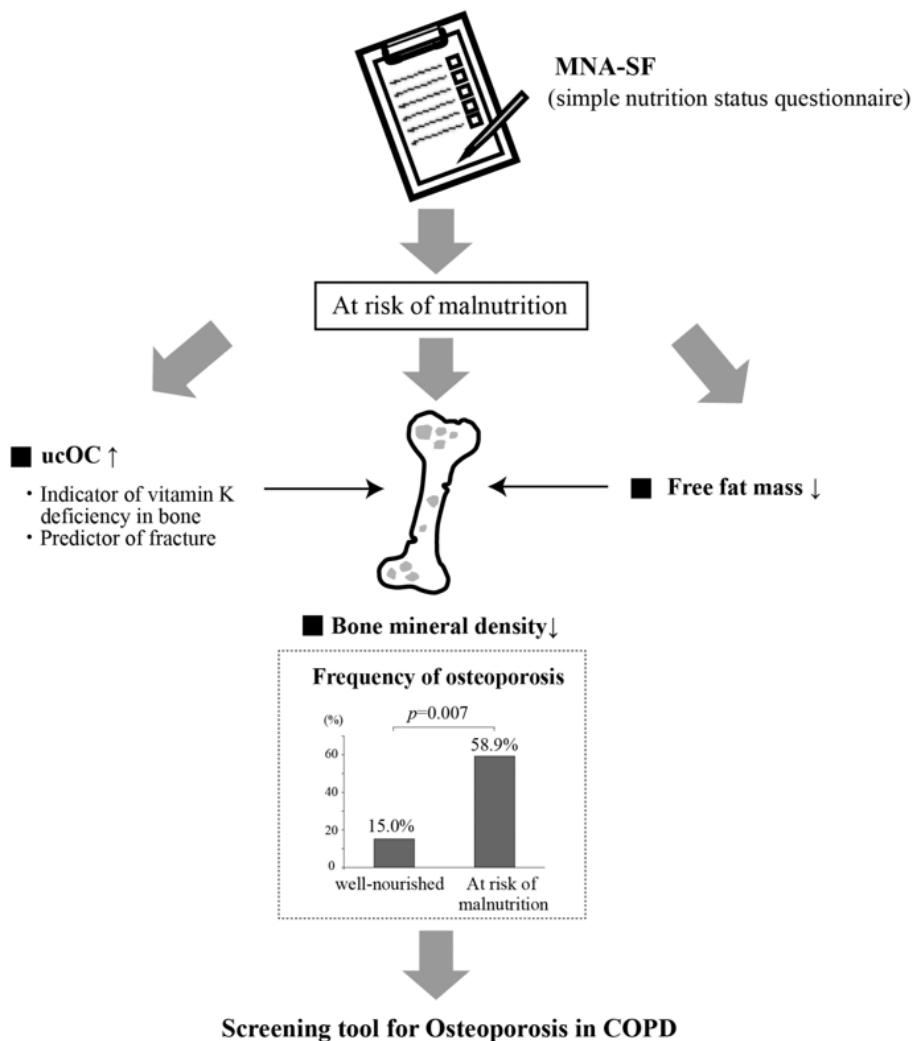 MNA-SF
(simple nutrition status questionnaire)
At risk of malnutrition
■ ucOC ↑
・Indicator of vitamin K
deficiency in bone
・Predictor of fracture
■ Free fat mass ↓
■ Bone mineral density↓
Frequency of osteoporosis
p=0.007
(%)
58.9%
60
40
15.0%
20
0
well-nourished
At risk of
malnutrition
Screening tool for Osteoporosis in COPD